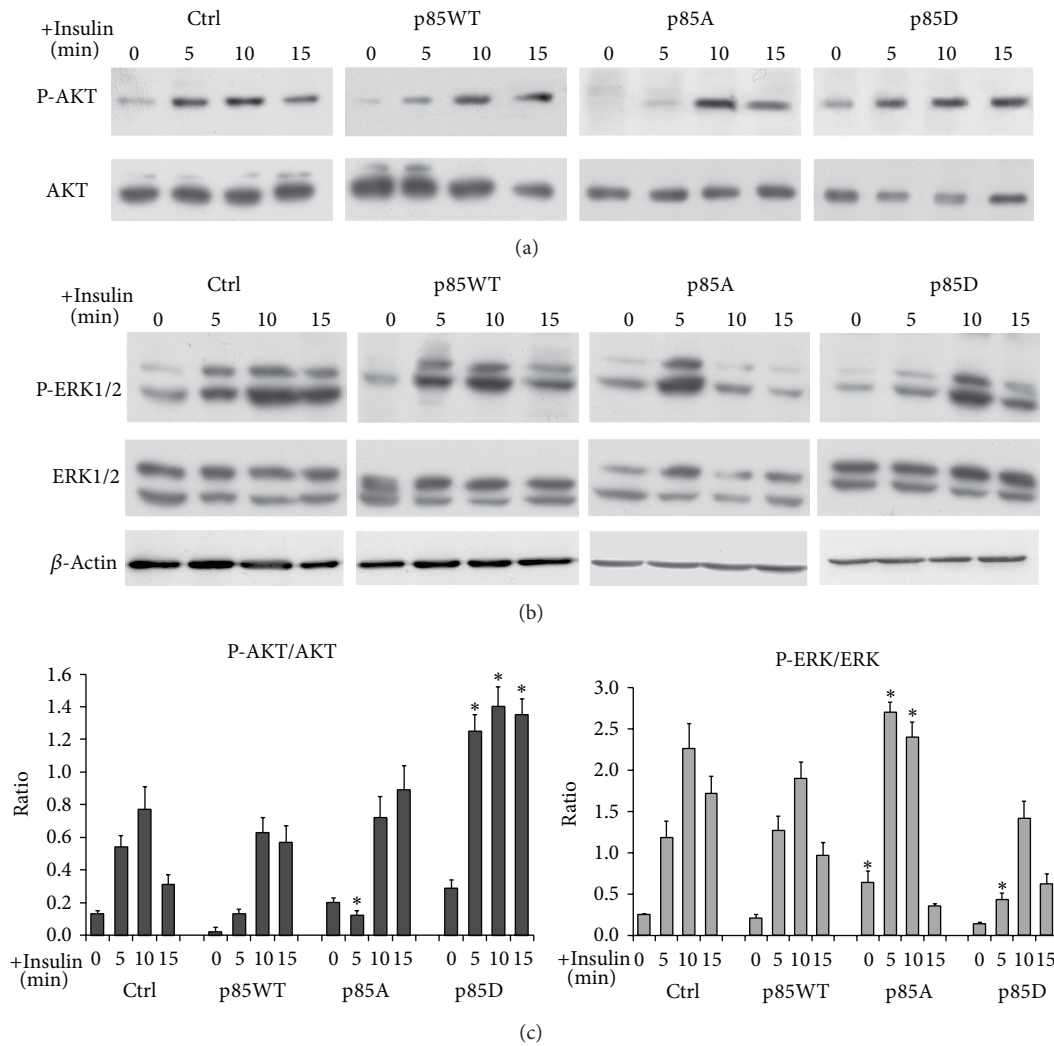 Ctrl p85WT p85A p85D
+Insulin
(min) 0 5 10 15 0 5 10 15 0 5 10 15 0 5 10 15
P-AKT
AKT
(a)
Ctrl p85WT p85A p85D
+Insulin
(min) 0 5 10 15 0 5 10 15 0 5 10 15 0 5 10 15
P-ERK1/2
ERK1/2
β-Actin
(b)
P-AKT/AKT
1.6
1.4
1.2
1.0
0.8
0.6
0.4
0.2
0.0
Ratio
* * * *
+Insulin 0 5 10 15 0 5 10 15 0 5 10 15 0 5 10 15
(min)
Ctrl p85WT p85A p85D
P-ERK/ERK
3.0
2.5
2.0
1.5
1.0
0.5
0.0
Ratio
* * * *
+Insulin 0 5 10 15 0 5 10 15 0 5 10 15 0 5 10 15
(min)
Ctrl p85WT p85A p85D
(c)